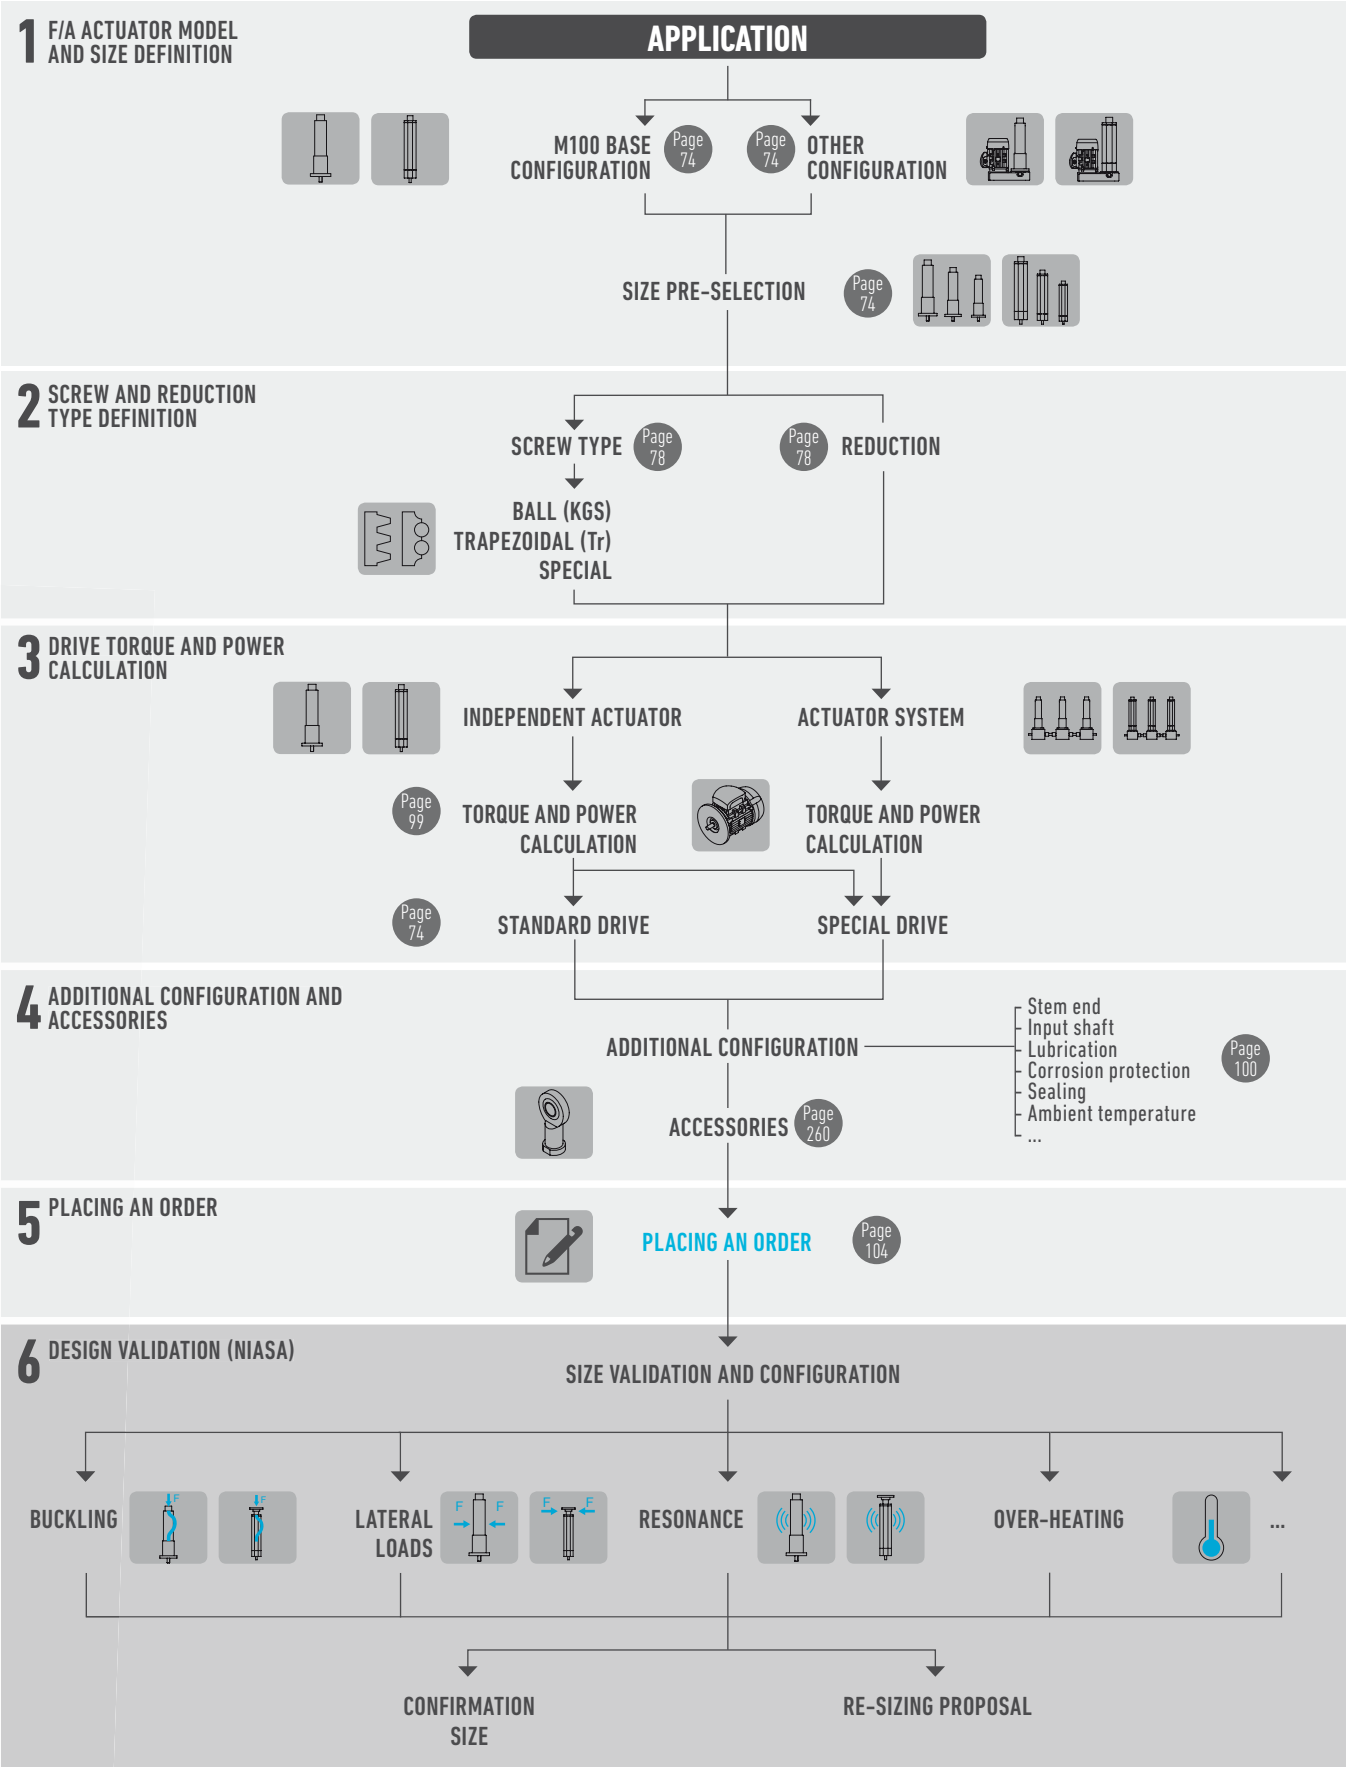 1 F/A ACTUATOR MODEL
AND SIZE DEFINITION
APPLICATION
M100 BASE
CONFIGURATION
Page
74
Page
74
OTHER
CONFIGURATION
SIZE PRE-SELECTION
Page
74
2 SCREW AND REDUCTION
TYPE DEFINITION
SCREW TYPE
Page
78
Page
78
REDUCTION
BALL (KGS)
TRAPEZOIDAL (Tr)
SPECIAL
3 DRIVE TORQUE AND POWER
CALCULATION
INDEPENDENT ACTUATOR
ACTUATOR SYSTEM
Page
99
TORQUE AND POWER
CALCULATION
TORQUE AND POWER
CALCULATION
Page
74
STANDARD DRIVE
SPECIAL DRIVE
4 ADDITIONAL CONFIGURATION AND
ACCESSORIES
ADDITIONAL CONFIGURATION
Stem end
Input shaft
Lubrication
Corrosion protection
Sealing
Ambient temperature
...
Page
100
ACCESSORIES
Page
260
5 PLACING AN ORDER
PLACING AN ORDER
Page
104
6 DESIGN VALIDATION (NIASA)
SIZE VALIDATION AND CONFIGURATION
BUCKLING
F
F
LATERAL
LOADS
F F
F F
RESONANCE
OVER-HEATING
...
CONFIRMATION
SIZE
RE-SIZING PROPOSAL